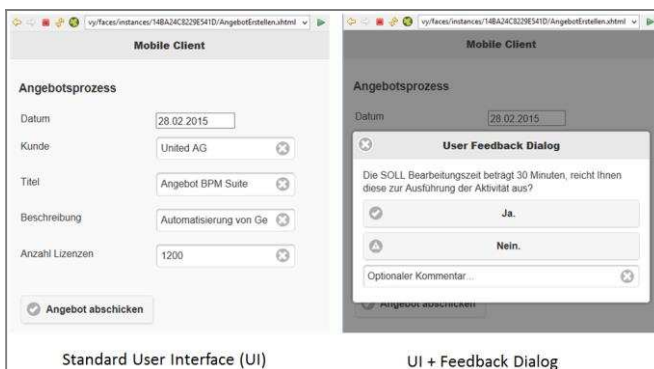 vy/faces/instances/14BA24C8229E541D/AngebotErstellen.xhtml
Mobile Client
Angebotsprozess
Datum
28.02.2015
Kunde
United AG
Titel
Angebot BPM Suite
Beschreibung
Automatisierung von Ge
Anzahl Lizenzen
1200
Angebot abschicken
Standard User Interface (UI)
vy/faces/instances/14BA24C8229E541D/AngebotErstellen.xhtml
Mobile Client
Angebotsprozess
Datum
28.02.2015
User Feedback Dialog
Die SOLL Bearbeitungszeit beträgt 30 Minuten, reicht Ihnen
diese zur Ausführung der Aktivität aus?
Ja.
Nein.
Optionaler Kommentar...
Angebot abschicken
UI + Feedback Dialog